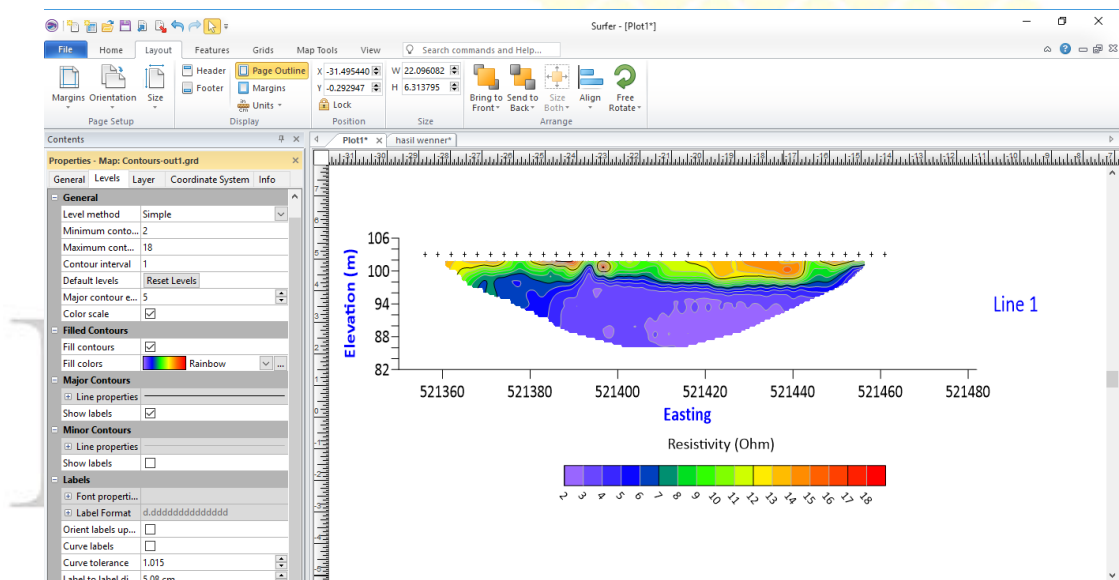 Surfer - [Plot1*]
File Home Layout Features Grids Map Tools View Search commands and Help...
Margins Orientation Size
Page Setup
Header
Footer
Page Outline
Margins
Units
Display
X -31.495440
Y -0.292947
Lock
Position
W 22.096082
H 6.313795
Size
Bring to Front
Send to Back
Size Both
Align
Free Rotate
Arrange
Contents
Properties - Map: Contours-out1.grd
General Levels Layer Coordinate System Info
General
Level method Simple
Minimum conto... 2
Maximum cont... 18
Contour interval 1
Default levels Reset Levels
Major contour e... 5
Color scale
Filled Contours
Fill contours
Fill colors Rainbow ...
Major Contours
Line properties
Show labels
Minor Contours
Line properties
Show labels
Labels
Font properti...
Label Format d.dddddddddddddd
Orient labels up...
Curve labels
Curve tolerance 1.015
Label to label di... 5.08 cm
Plot1* hasil wenner*
106
100
94
88
82
Elevation (m)
521360 521380 521400 521420 521440 521460 521480
Easting
Line 1
Resistivity (Ohm)
2 3 4 5 6 7 8 9 10 11 12 13 14 15 16 17 18